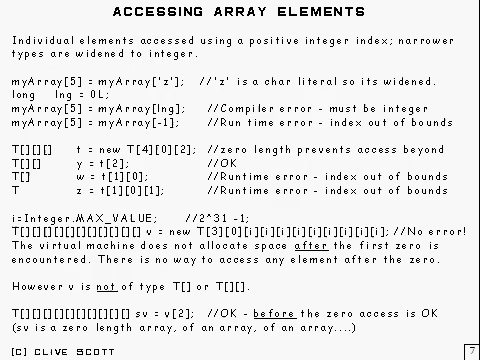 ACCESSING ARRAY ELEMENTS
Individual elements accessed using a positive integer index; narrower
types are widened to integer.
myArray[5] = myArray['z'];   //'z' is a char literal so its widened.
long   lng = 0L;
myArray[5] = myArray[lng];   //Compiler error - must be integer
myArray[5] = myArray[-1];   //Run time error - index out of bounds
T[][][]   t = new T[4][0][2];   //zero length prevents access beyond
T[][]   y = t[2];   //OK
T[]   w = t[1][0];   //Runtime error - index out of bounds
T   z = t[1][0][1];   //Runtime error - index out of bounds
i=Integer.MAX_VALUE;   //2^31 -1;
T[][][][][][][][][][][] v = new T[3][0][i][i][i][i][i][i][i][i][i]; //No error!
The virtual machine does not allocate space after the first zero is
encountered. There is no way to access any element after the zero.
However v is not of type T[] or T[][].
T[][][][][][][][][][] sv = v[2];   //OK - before the zero access is OK
(sv is a zero length array, of an array, of an array....)
[C] CLIVE SCOTT
7